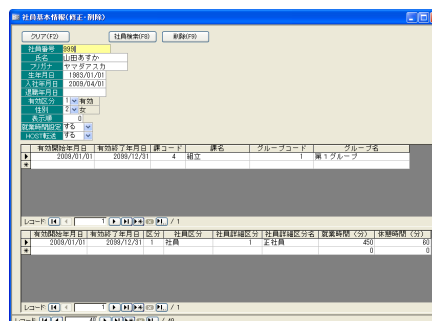 社員基本情報(修正・削除)
クリア(F2) 社員検索(F8) 削除(F9)
社員番号 999
氏名 山田あすか
フリガナ ヤマダアスカ
生年月日 1983/01/01
入社年月日 2009/04/01
退職年月日
有効区分 1 有効
性別 2 女
表示順 0
就業時間設定 する
HOST転送 する
有効開始年月日 有効終了年月日 課コード 課名 グループコード グループ名
2009/01/01 2099/12/31 4 組立 1 第1グループ
レコード: 1 / 1
有効開始年月日 有効終了年月日 区分 社員区分 社員詳細区分 社員詳細区分名 就業時間(分) 休憩時間(分)
2009/01/01 2099/12/31 1 社員 1 正社員 450 60
0 0
レコード: 1 / 1